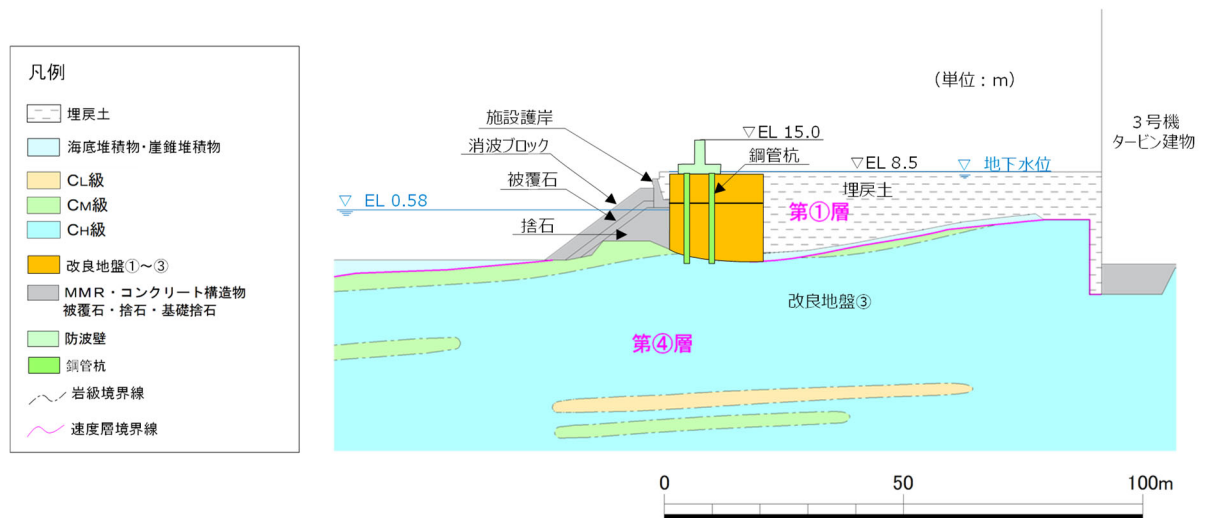 凡例
埋戻土
海底堆積物・崖錐堆積物
CL級
CM級
CH級
改良地盤①～③
MMR・コンクリート構造物
被覆石・捨石・基礎捨石
防波壁
鋼管杭
岩級境界線
速度層境界線
（単位：m）
施設護岸
消波ブロック
被覆石
捨石
▽EL 15.0
鋼管杭
▽EL 8.5
▽ 地下水位
埋戻土
▽ EL 0.58
第①層
3号機
タービン建物
改良地盤③
第④層
0 50 100m